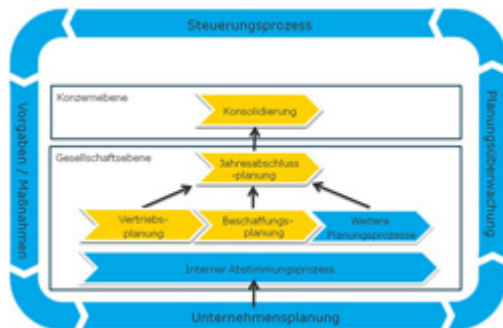 Steuerungsprozess
Konzernebene
Konsolidierung
Vorgaben / Maßnahmen
Planungsüberwachung
Gesellschaftsebene
Jahresabschluss
-planung
Vertriebs-
planung
Beschaffungs-
planung
Weitere
Planungsprozesse
Interner Abstimmungsprozess
Unternehmensplanung